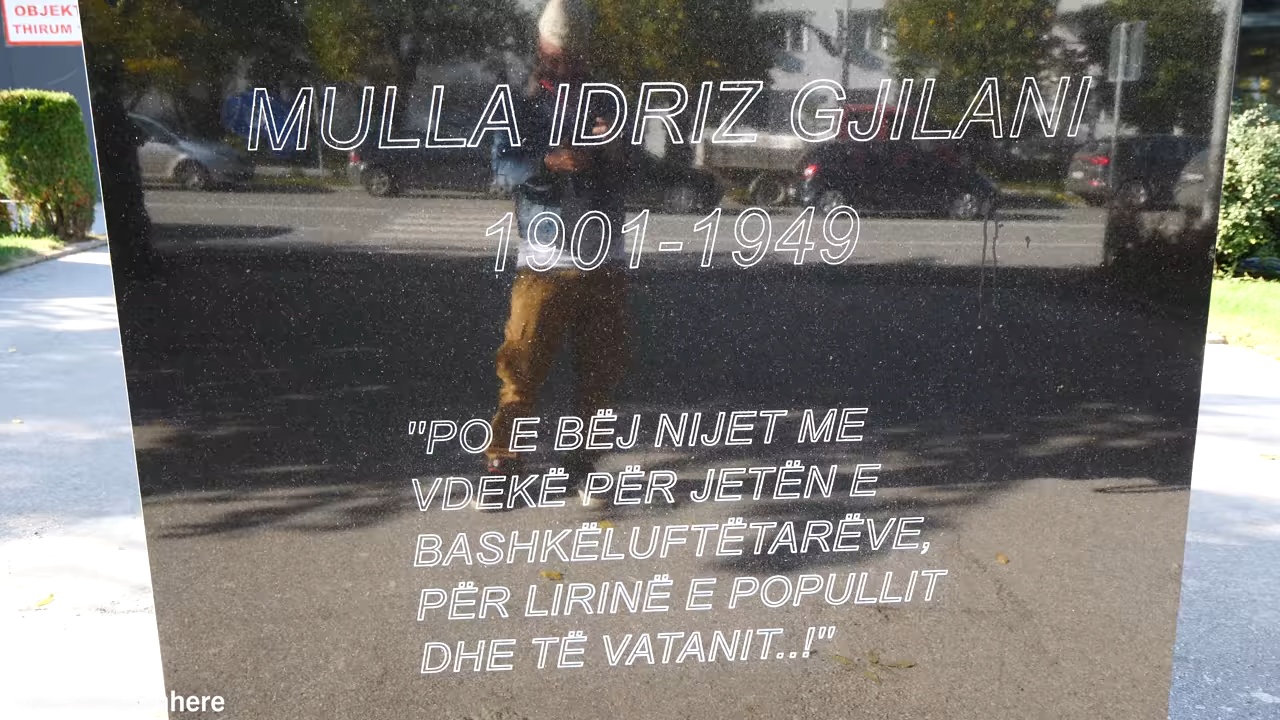 OBJEK
THIRUM
MULLA IDRIZ GJILANI
1901-1949
"PO E BËJ NIJET ME
VDEKË PËR JETËN E
BASHKËLUFTËTARËVE,
PËR LIRINË E POPULLIT
DHE TË VATANIT..!"
here